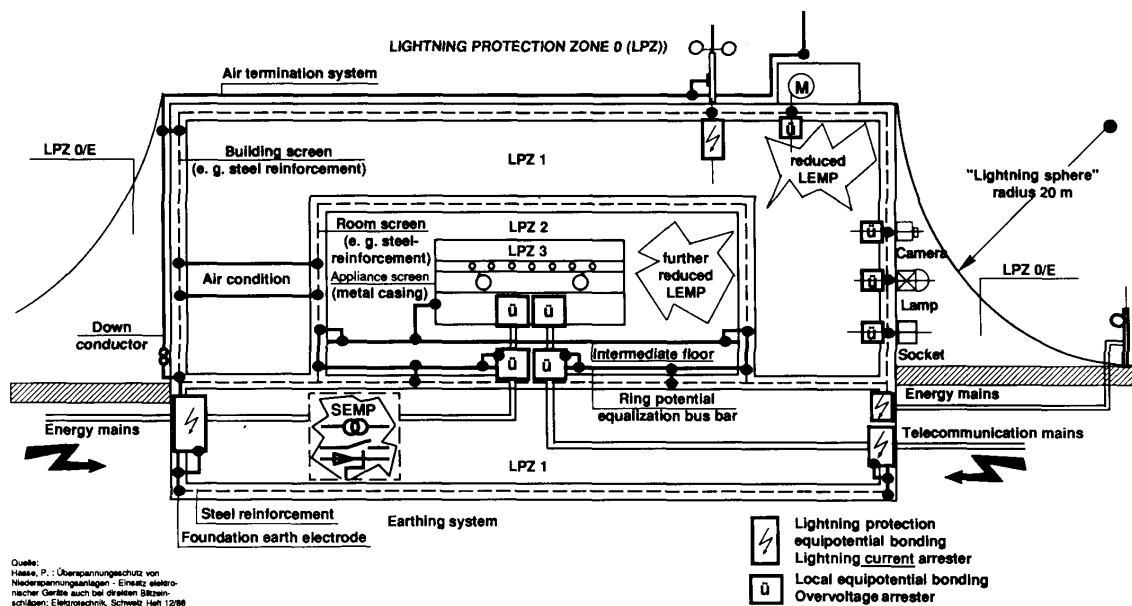 LIGHTNING PROTECTION ZONE 0 (LPZ))
Air termination system
M
LPZ 0/E
Building screen
(e. g. steel reinforcement)
LPZ 1
ü
reduced
LEMP
"Lightning sphere"
radius 20 m
Room screen
(e. g. steel-
reinforcement)
LPZ 2
LPZ 3
Appliance screen
(metal casing)
Air condition
further
reduced
LEMP
ü
Camera
ü
Lamp
ü
Socket
LPZ 0/E
ü ü
Down
conductor
ü ü
Intermediate floor
Ring potential
equalization bus bar
Energy mains
Energy mains
SEMP
Telecommunication mains
LPZ 1
Steel reinforcement
Foundation earth electrode
Earthing system
Lightning protection
equipotential bonding
Lightning current arrester
ü
Local equipotential bonding
Overvoltage arrester
Quelle:
Hasse, P. : Überspannungsschutz von
Niederspannungsanlagen - Einsatz elektro-
nischer Geräte auch bei direkten Blitzein-
schlägen; Elektrotechnik, Schweiz Heft 12/88